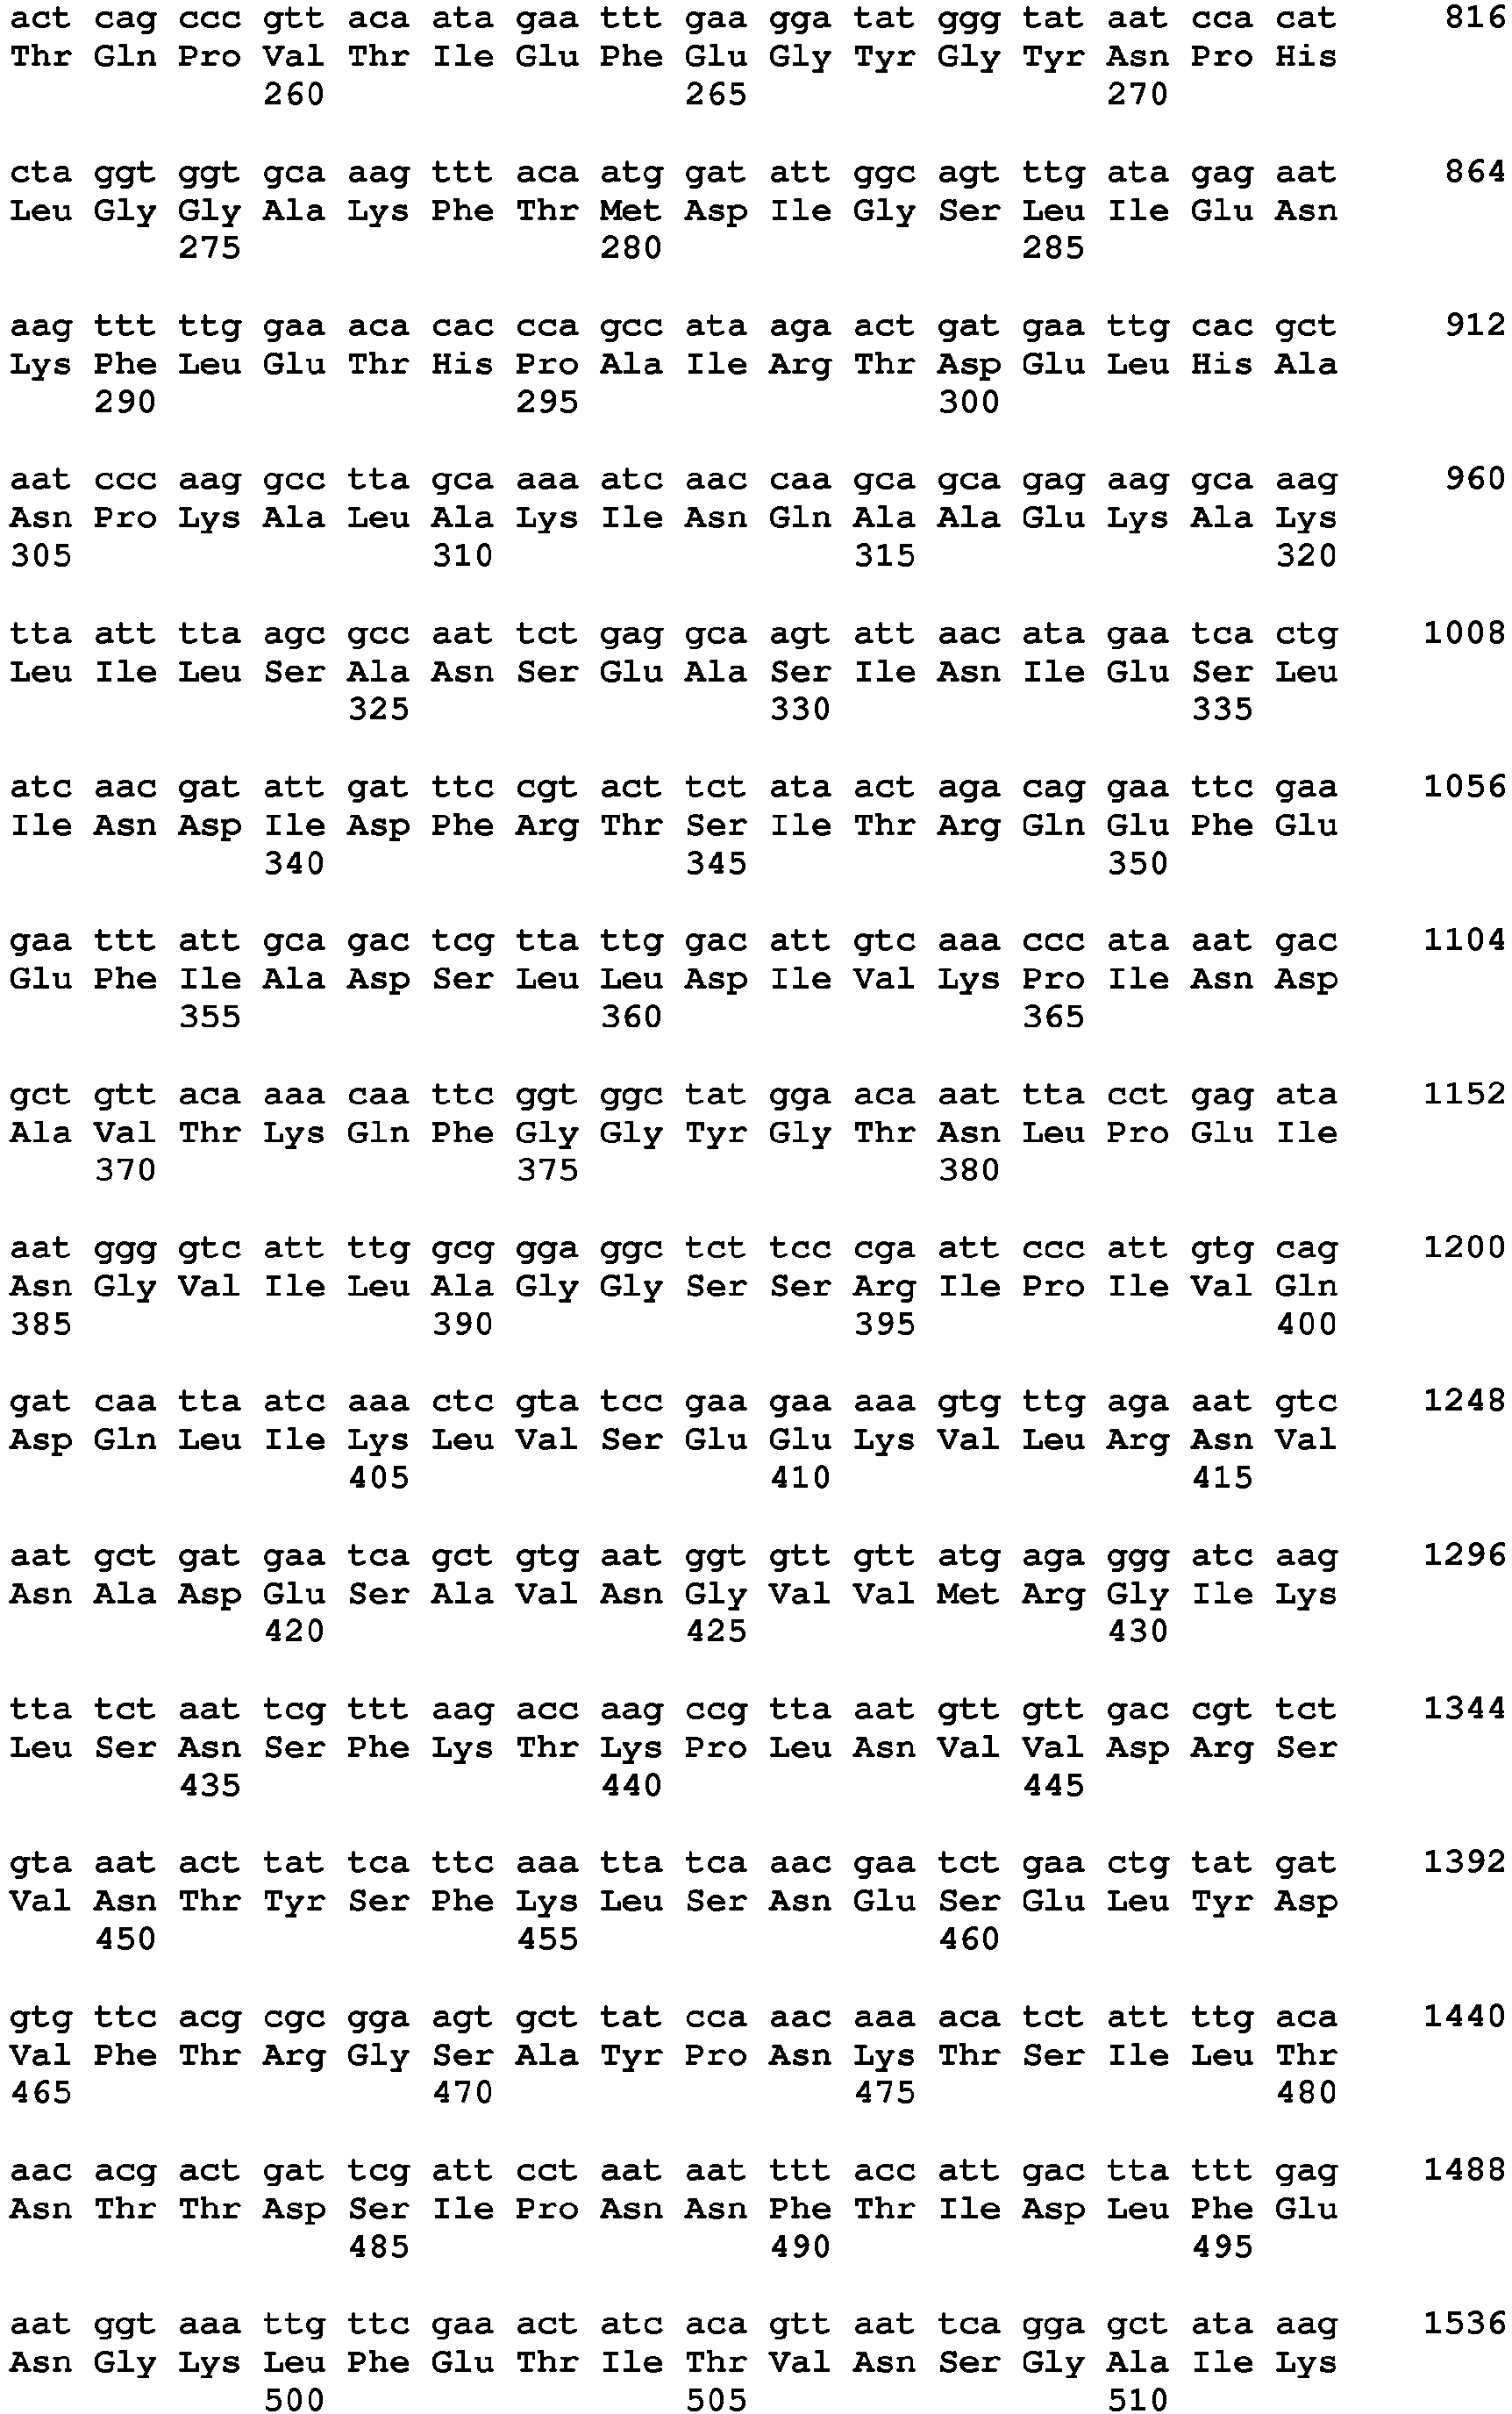 act cag ccc gtt aca ata gaa ttt gaa gga tat ggg tat aat cca cat 816
Thr Gln Pro Val Thr Ile Glu Phe Glu Gly Tyr Gly Tyr Asn Pro His
260 265 270
cta ggt ggt gca aag ttt aca atg gat att ggc agt ttg ata gag aat 864
Leu Gly Gly Ala Lys Phe Thr Met Asp Ile Gly Ser Leu Ile Glu Asn
275 280 285
aag ttt ttg gaa aca cac cca gcc ata aga act gat gaa ttg cac gct 912
Lys Phe Leu Glu Thr His Pro Ala Ile Arg Thr Asp Glu Leu His Ala
290 295 300
aat ccc aag gcc tta gca aaa atc aac caa gca gca gag aag gca aag 960
Asn Pro Lys Ala Leu Ala Lys Ile Asn Gln Ala Ala Glu Lys Ala Lys
305 310 315 320
tta att tta agc gcc aat tct gag gca agt att aac ata gaa tca ctg 1008
Leu Ile Leu Ser Ala Asn Ser Glu Ala Ser Ile Asn Ile Glu Ser Leu
325 330 335
atc aac gat att gat ttc cgt act tct ata act aga cag gaa ttc gaa 1056
Ile Asn Asp Ile Asp Phe Arg Thr Ser Ile Thr Arg Gln Glu Phe Glu
340 345 350
gaa ttt att gca gac tcg tta ttg gac att gtc aaa ccc ata aat gac 1104
Glu Phe Ile Ala Asp Ser Leu Leu Asp Ile Val Lys Pro Ile Asn Asp
355 360 365
gct gtt aca aaa caa ttc ggt ggc tat gga aca aat tta cct gag ata 1152
Ala Val Thr Lys Gln Phe Gly Gly Tyr Gly Thr Asn Leu Pro Glu Ile
370 375 380
aat ggg gtc att ttg gcg gga ggc tct tcc cga att ccc att gtg cag 1200
Asn Gly Val Ile Leu Ala Gly Gly Ser Ser Arg Ile Pro Ile Val Gln
385 390 395 400
gat caa tta atc aaa ctc gta tcc gaa gaa aaa gtg ttg aga aat gtc 1248
Asp Gln Leu Ile Lys Leu Val Ser Glu Glu Lys Val Leu Arg Asn Val
405 410 415
aat gct gat gaa tca gct gtg aat ggt gtt gtt atg aga ggg atc aag 1296
Asn Ala Asp Glu Ser Ala Val Asn Gly Val Val Met Arg Gly Ile Lys
420 425 430
tta tct aat tcg ttt aag acc aag ccg tta aat gtt gtt gac cgt tct 1344
Leu Ser Asn Ser Phe Lys Thr Lys Pro Leu Asn Val Val Asp Arg Ser
435 440 445
gta aat act tat tca ttc aaa tta tca aac gaa tct gaa ctg tat gat 1392
Val Asn Thr Tyr Ser Phe Lys Leu Ser Asn Glu Ser Glu Leu Tyr Asp
450 455 460
gtg ttc acg cgc gga agt gct tat cca aac aaa aca tct att ttg aca 1440
Val Phe Thr Arg Gly Ser Ala Tyr Pro Asn Lys Thr Ser Ile Leu Thr
465 470 475 480
aac acg act gat tcg att cct aat aat ttt acc att gac tta ttt gag 1488
Asn Thr Thr Asp Ser Ile Pro Asn Asn Phe Thr Ile Asp Leu Phe Glu
485 490 495
aat ggt aaa ttg ttc gaa act atc aca gtt aat tca gga gct ata aag 1536
Asn Gly Lys Leu Phe Glu Thr Ile Thr Val Asn Ser Gly Ala Ile Lys
500 505 510